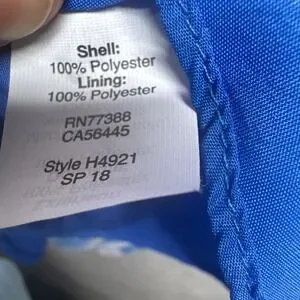 Shell:
100% Polyester
Lining:
100% Polyester
RN77388
CA56445
Style H4921
SP 18